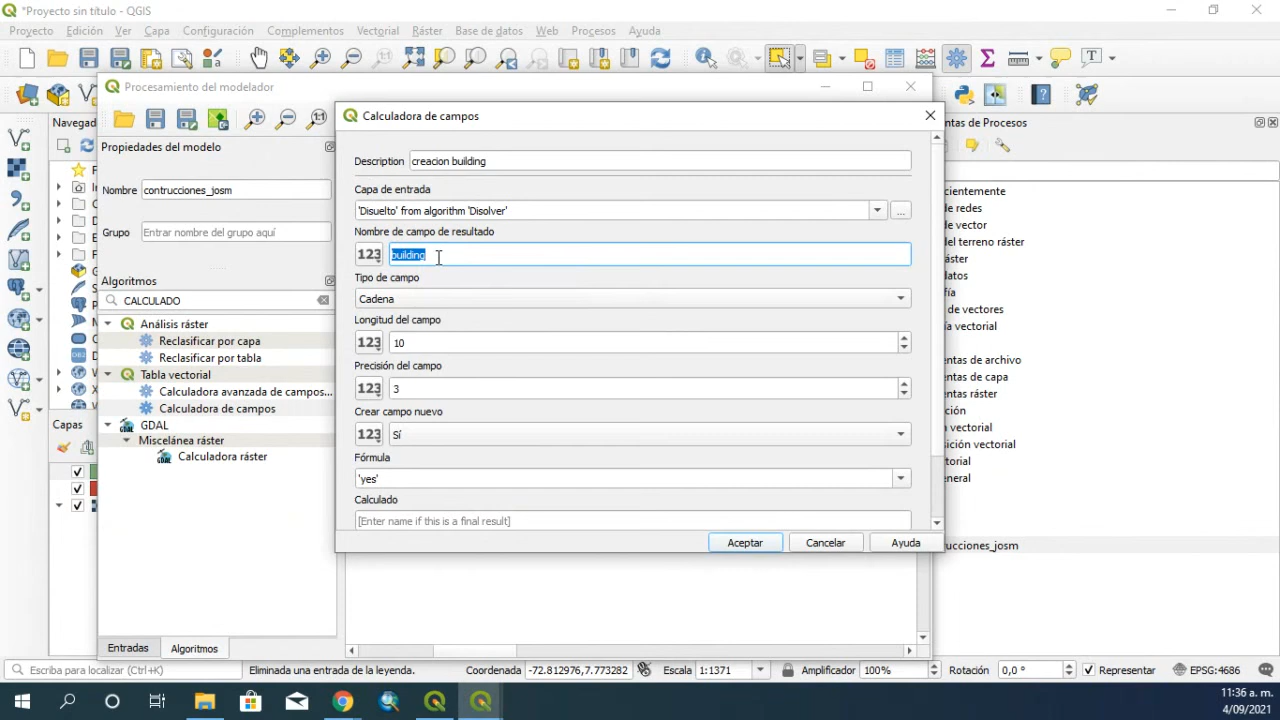 *Proyecto sin título - QGIS
Proyecto Edición Ver Capa Configuración Complementos Vectorial Ráster Base de datos Web Procesos Ayuda
Procesamiento del modelador
Propiedades del modelo
Nombre contrucciones_josm
Grupo Entrar nombre del grupo aquí
Algoritmos
CALCULADO
Análisis ráster
Reclasificar por capa
Reclasificar por tabla
Tabla vectorial
Calculadora avanzada de campos...
Calculadora de campos
GDAL
Miscelánea ráster
Calculadora ráster
Entradas Algoritmos
Navegad
Capas
Calculadora de campos
Description creacion building
Capa de entrada
'Disuelto' from algorithm 'Disolver'
...
Nombre de campo de resultado
123 building
Tipo de campo
Cadena
Longitud del campo
123 10
Precisión del campo
123 3
Crear campo nuevo
123 Sí
Fórmula
'yes'
Calculado
[Enter name if this is a final result]
Aceptar Cancelar Ayuda
ntas de Procesos
cientemente
de redes
de vector
del terreno ráster
áster
datos
fía
de vectores
ía vectorial
entas de archivo
entas de capa
entas ráster
ción
n vectorial
sición vectorial
torial
eneral
ucciones_josm
Escriba para localizar (Ctrl+K) Eliminada una entrada de la leyenda. Coordenada -72.812976,7.773282 Escala 1:1371 Amplificador 100% Rotación 0,0 ° Representar EPSG:4686
11:36 a. m.
4/09/2021